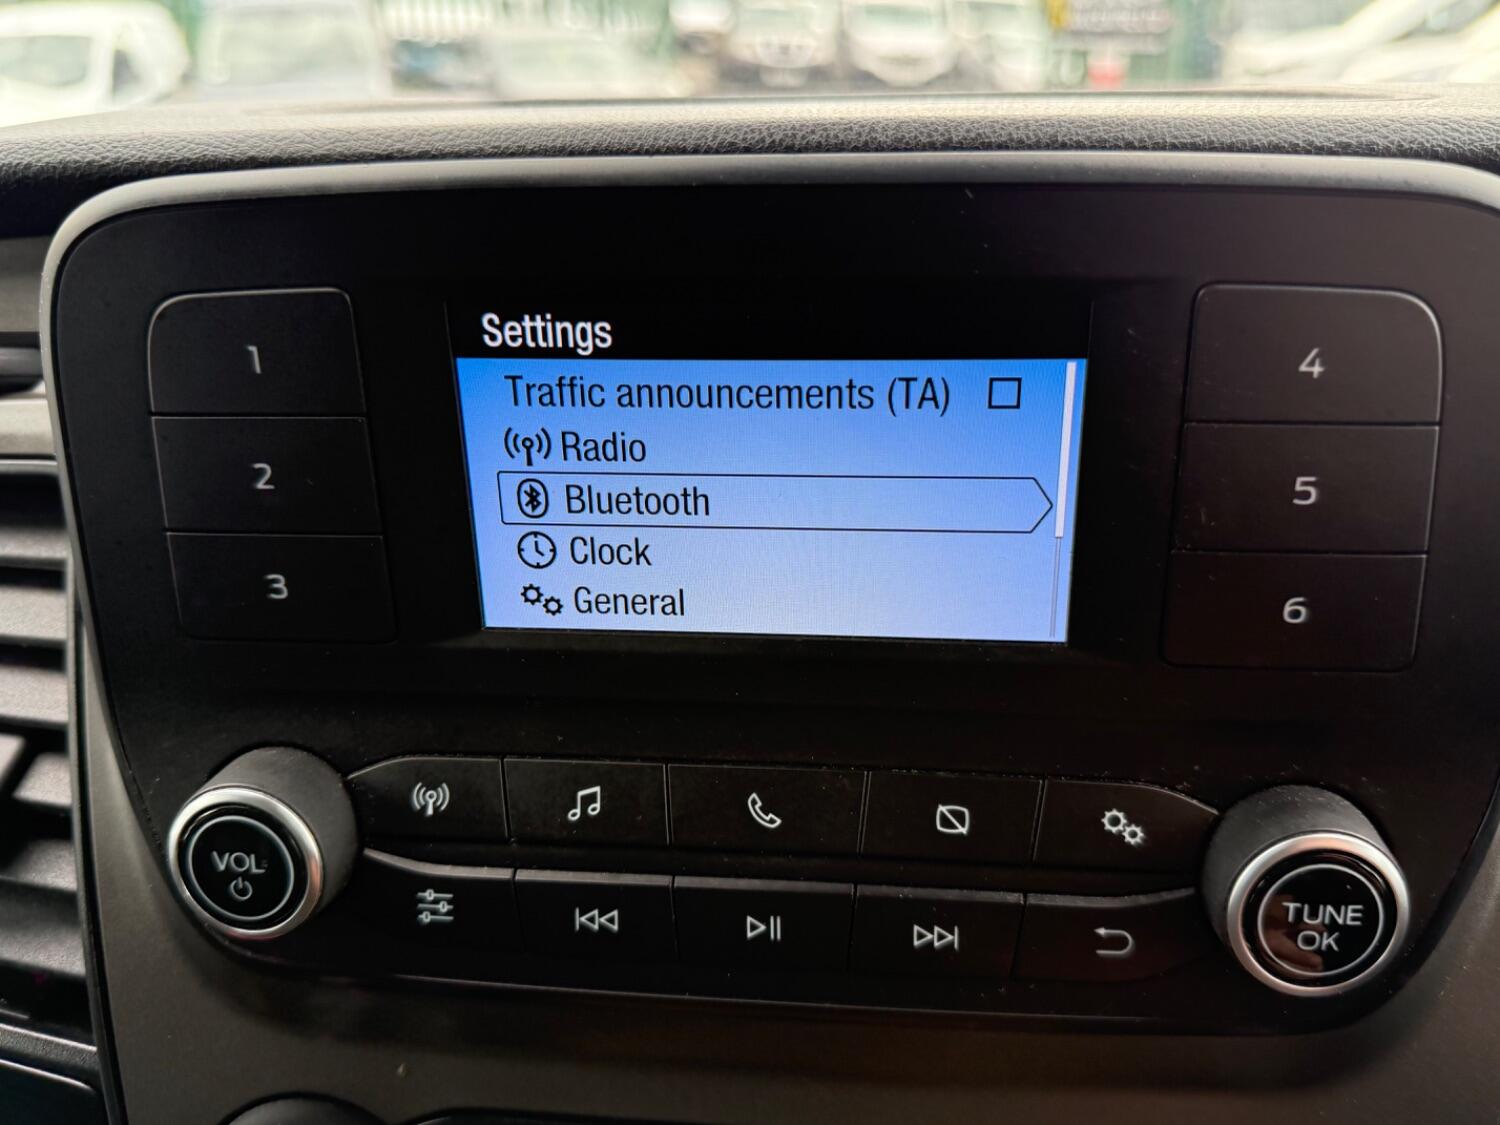 Settings
Traffic announcements (TA)
Radio
Bluetooth
Clock
General
1
2
3
4
5
6
VOL
TUNE
OK